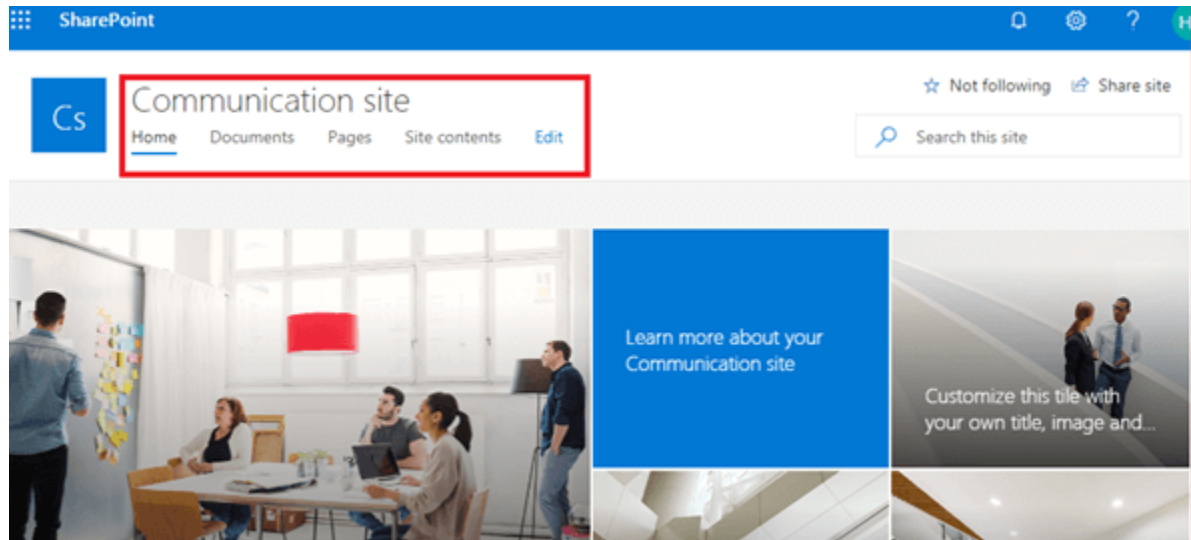 SharePoint
?
H
Cs
Communication site
Home Documents Pages Site contents Edit
Not following Share site
Search this site
Learn more about your
Communication site
Customize this tile with
your own title, image and...